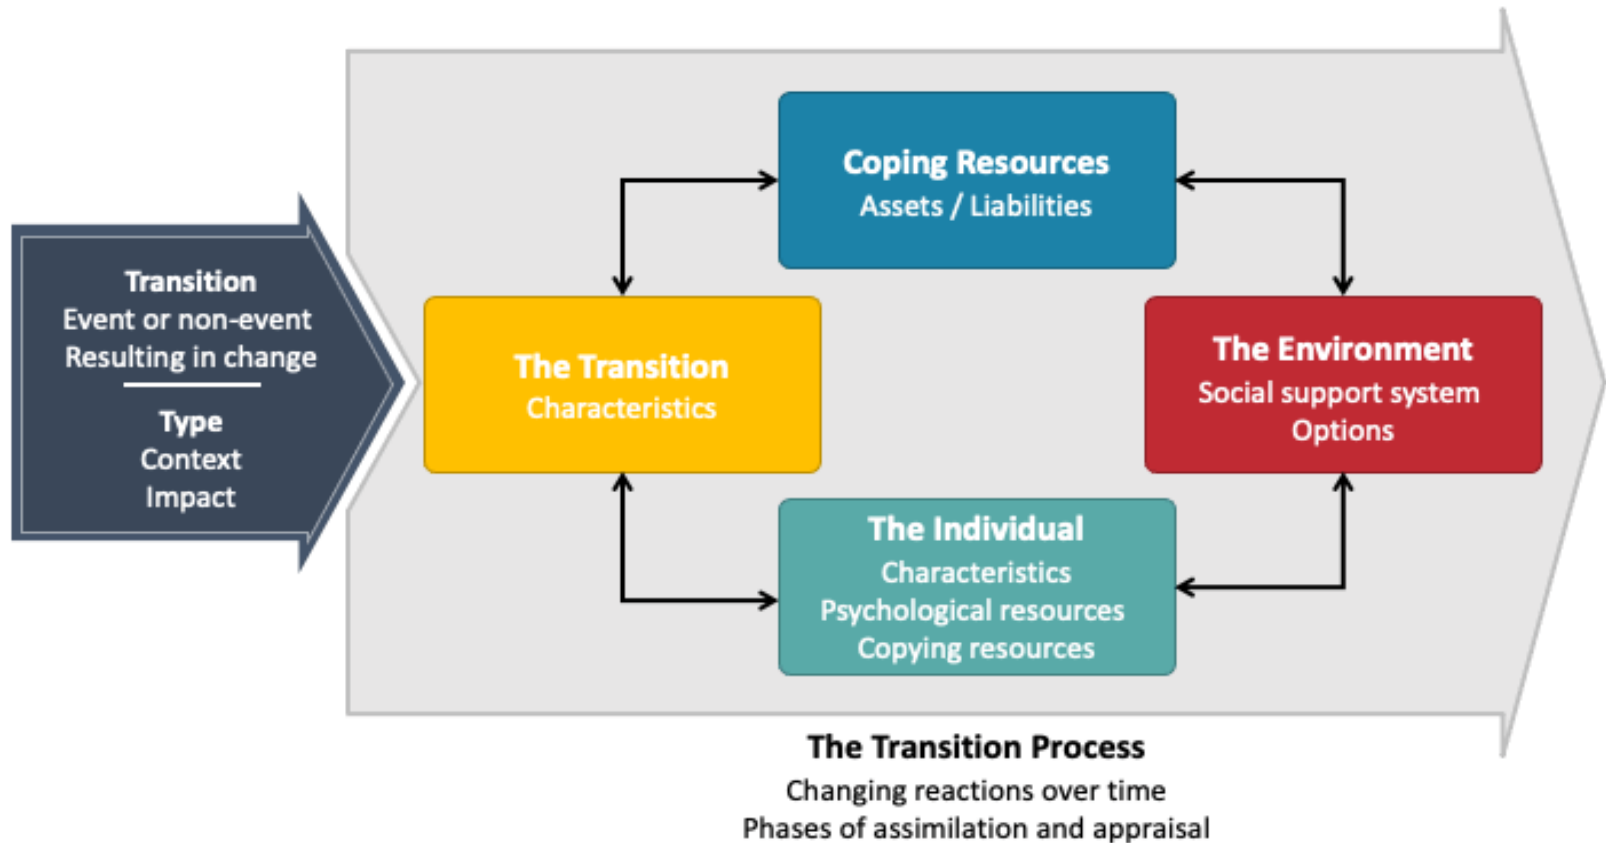 Transition
Event or non-event
Resulting in change
Type
Context
Impact
Coping Resources
Assets / Liabilities
The Transition
Characteristics
The Environment
Social support system
Options
The Individual
Characteristics
Psychological resources
Copying resources
The Transition Process
Changing reactions over time
Phases of assimilation and appraisal